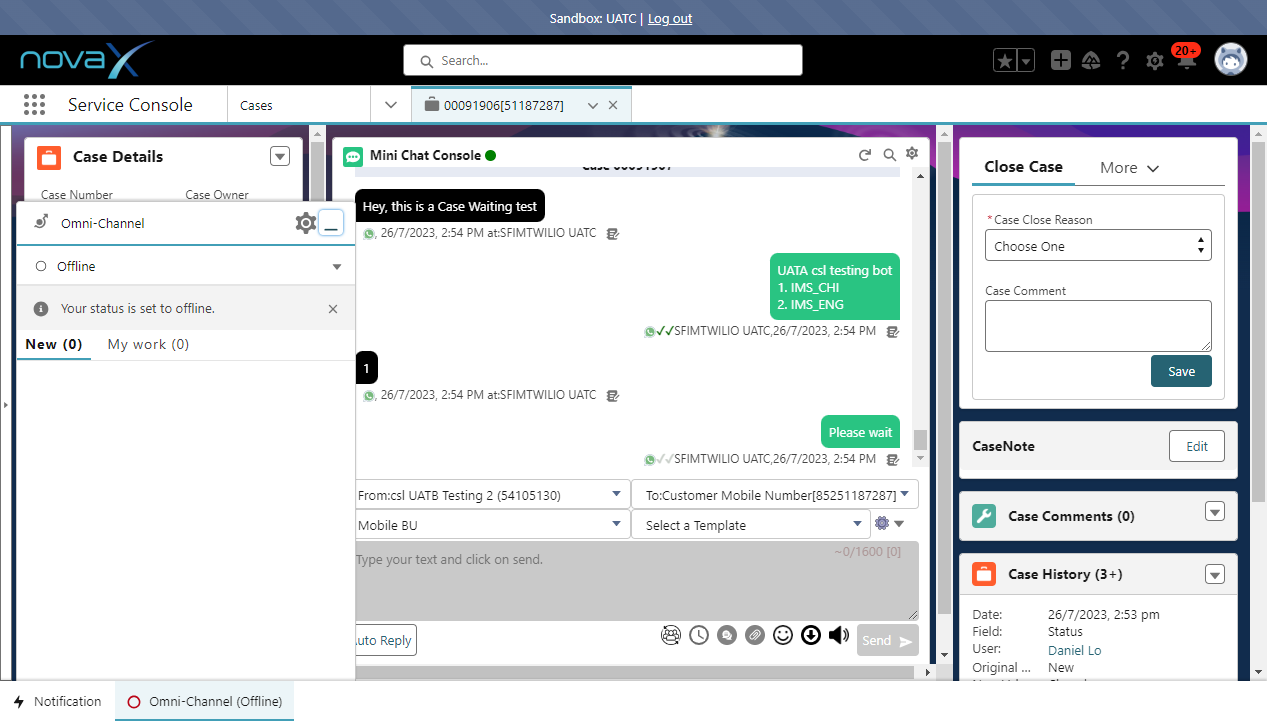 Sandbox: UATC | Log out
novaX
Search...
20+
Service Console
Cases
00091906[51187287]
Case Details
Case Number
Case Owner
Omni-Channel
Offline
Your status is set to offline.
New (0)
My work (0)
Mini Chat Console
Hey, this is a Case Waiting test
, 26/7/2023, 2:54 PM at:SFIMTWILIO UATC
UATA csl testing bot
1. IMS_CHI
2. IMS_ENG
SFIMTWILIO UATC,26/7/2023, 2:54 PM
1
, 26/7/2023, 2:54 PM at:SFIMTWILIO UATC
Please wait
SFIMTWILIO UATC,26/7/2023, 2:54 PM
From:csl UATB Testing 2 (54105130)
To:Customer Mobile Number[85251187287]
Mobile BU
Select a Template
Type your text and click on send.
~0/1600 [0]
uto Reply
Send
Close Case
More
*Case Close Reason
Choose One
Case Comment
Save
CaseNote
Edit
Case Comments (0)
Case History (3+)
Date:
26/7/2023, 2:53 pm
Field:
Status
User:
Daniel Lo
Original ...
New
Notification
Omni-Channel (Offline)